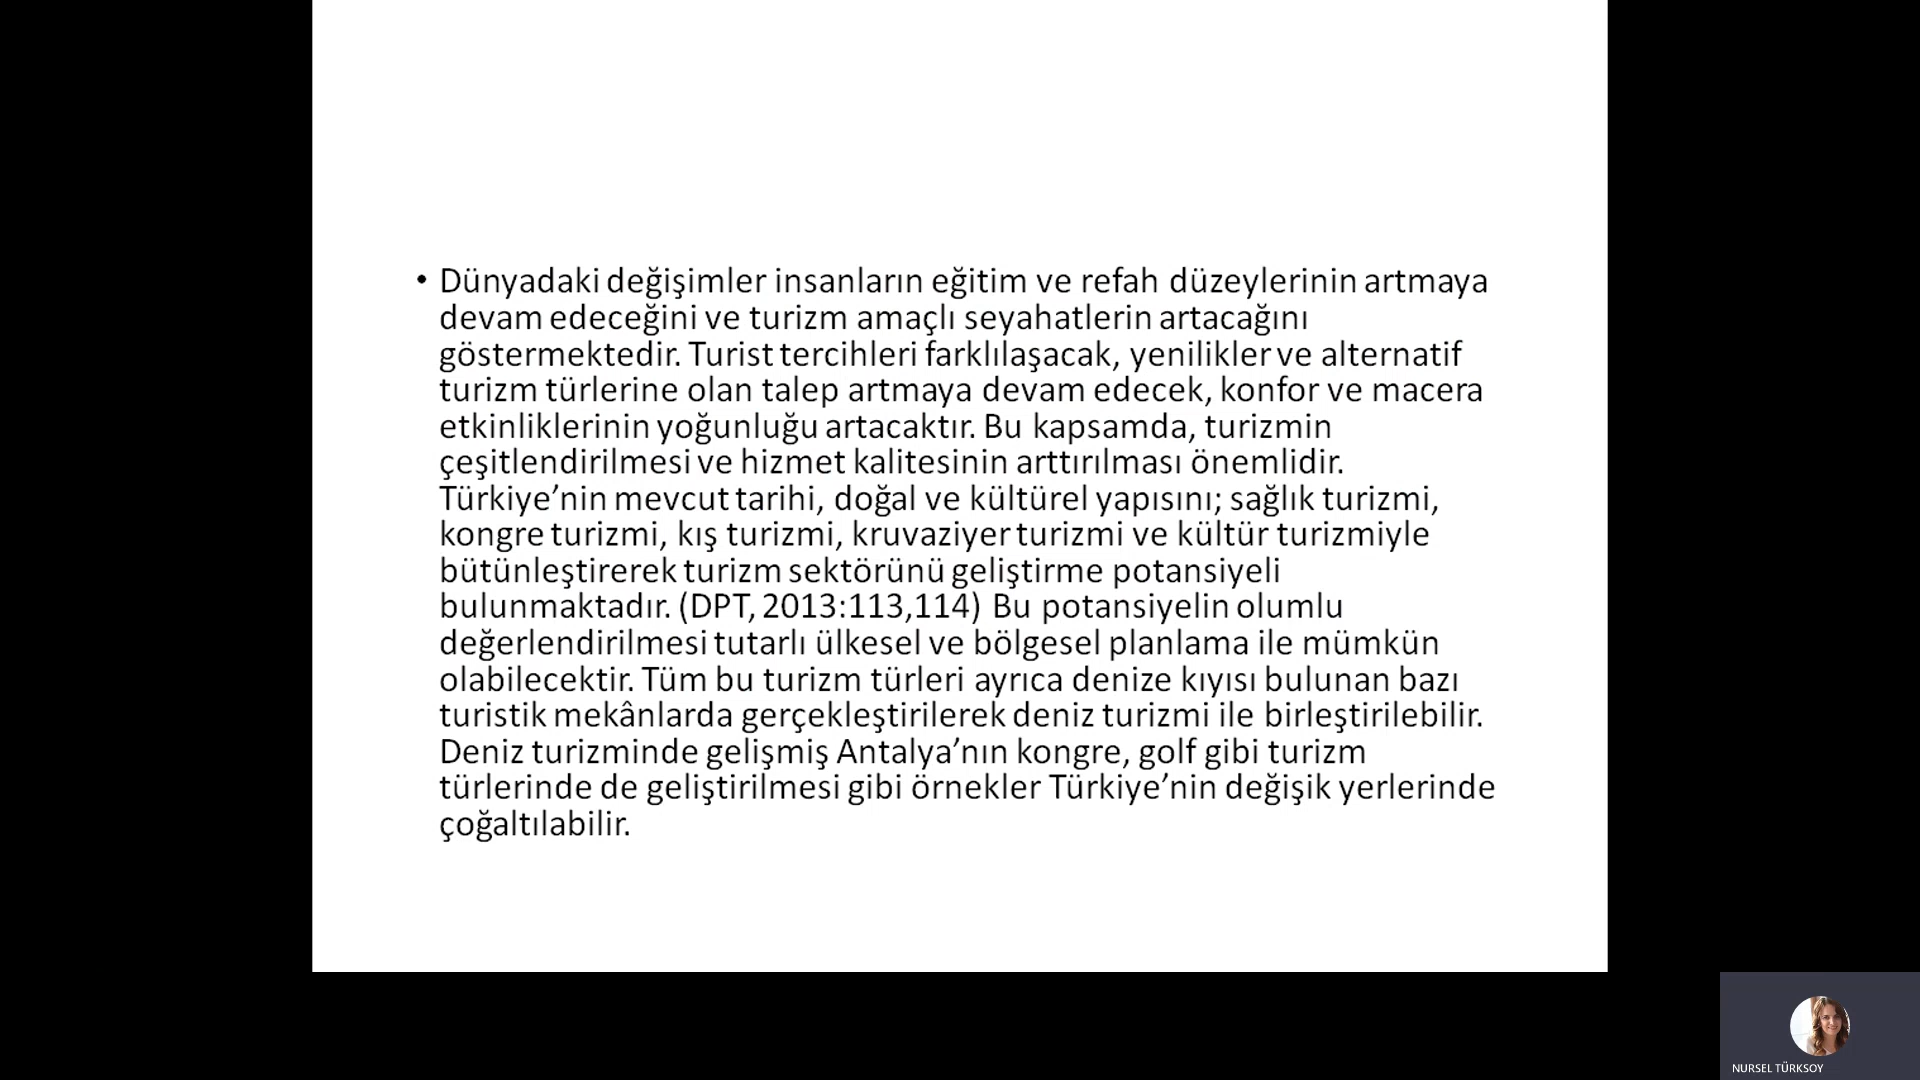 • Dünyadaki değişimler insanların eğitim ve refah düzeylerinin artmaya
devam edeceğini ve turizm amaçlı seyahatlerin artacağını
göstermektedir. Turist tercihleri farklılaşacak, yenilikler ve alternatif
turizm türlerine olan talep artmaya devam edecek, konfor ve macera
etkinliklerinin yoğunluğu artacaktır. Bu kapsamda, turizmin
çeşitlendirilmesi ve hizmet kalitesinin arttırılması önemlidir.
Türkiye’nin mevcut tarihi, doğal ve kültürel yapısını; sağlık turizmi,
kongre turizmi, kış turizmi, kruvaziyer turizmi ve kültür turizmiyle
bütünleştirerek turizm sektörünü geliştirme potansiyeli
bulunmaktadır. (DPT, 2013:113,114) Bu potansiyelin olumlu
değerlendirilmesi tutarlı ülkesel ve bölgesel planlama ile mümkün
olabilecektir. Tüm bu turizm türleri ayrıca denize kıyısı bulunan bazı
turistik mekânlarda gerçekleştirilerek deniz turizmi ile birleştirilebilir.
Deniz turizminde gelişmiş Antalya’nın kongre, golf gibi turizm
türlerinde de geliştirilmesi gibi örnekler Türkiye’nin değişik yerlerinde
çoğaltılabilir.
NURSEL TÜRKSOY